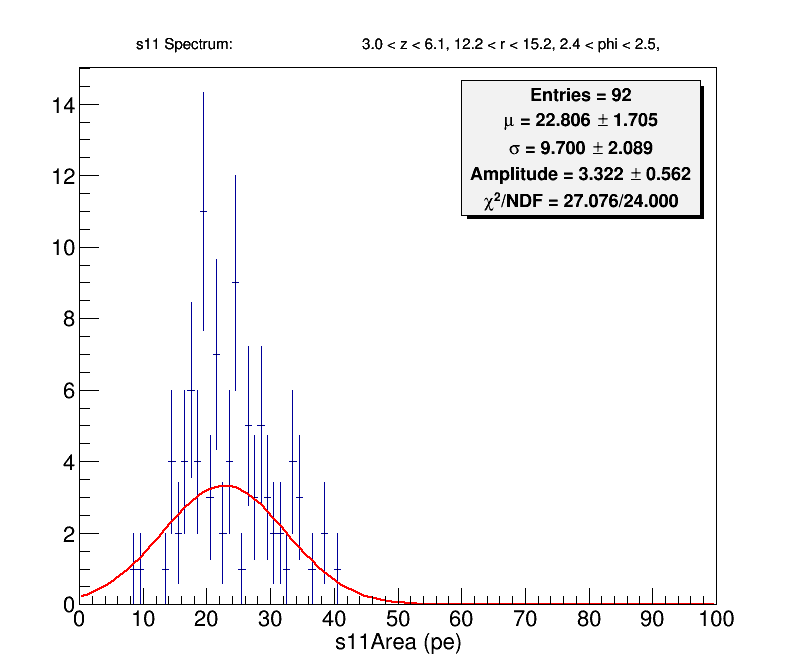 s11 Spectrum: 3.0 < z < 6.1, 12.2 < r < 15.2, 2.4 < phi < 2.5,
Entries = 92
μ = 22.806 ± 1.705
σ = 9.700 ± 2.089
Amplitude = 3.322 ± 0.562
χ²/NDF = 27.076/24.000
14
12
10
8
6
4
2
0
0 10 20 30 40 50 60 70 80 90 100
s11Area (pe)